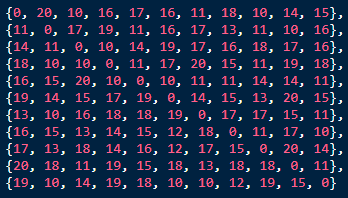 {0, 20, 10, 16, 17, 16, 11, 18, 10, 14, 15},
{11, 0, 17, 19, 11, 16, 17, 13, 11, 10, 16},
{14, 11, 0, 10, 14, 19, 17, 16, 18, 17, 16},
{18, 10, 10, 0, 11, 17, 20, 15, 11, 19, 18},
{16, 15, 20, 10, 0, 10, 11, 11, 14, 14, 11},
{19, 14, 15, 17, 19, 0, 14, 15, 13, 20, 15},
{13, 10, 16, 18, 18, 19, 0, 17, 17, 15, 11},
{16, 15, 13, 14, 15, 12, 18, 0, 11, 17, 10},
{17, 13, 18, 14, 16, 12, 17, 15, 0, 20, 14},
{20, 18, 11, 19, 15, 18, 13, 18, 18, 0, 11},
{19, 10, 14, 19, 18, 10, 10, 12, 19, 15, 0}